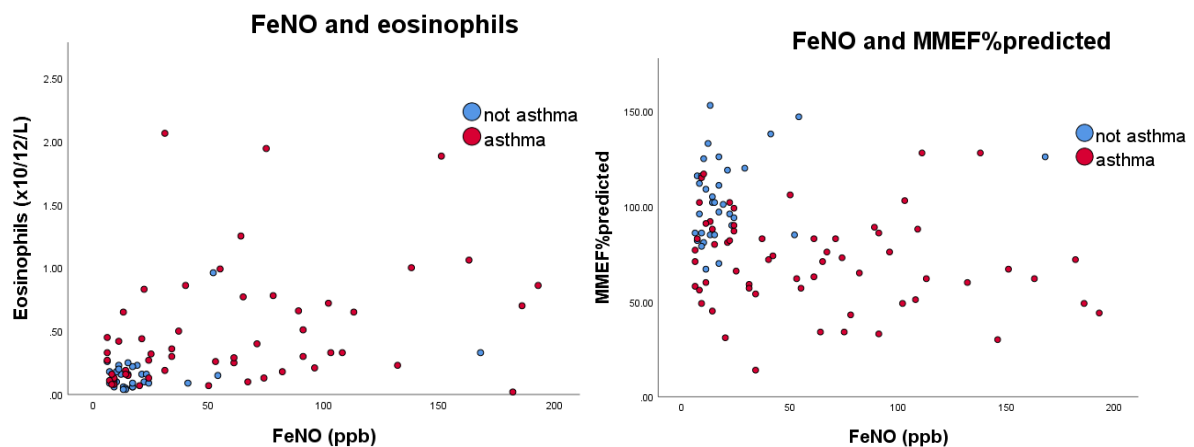 FeNO and eosinophils
Eosinophils (x10/12/L)
2.50
2.00
1.50
1.00
.50
.00
0
50
100
150
200
FeNO (ppb)
not asthma
asthma
FeNO and MMEF%predicted
MMEF%predicted
150.00
100.00
50.00
.00
0
50
100
150
200
FeNO (ppb)
not asthma
asthma